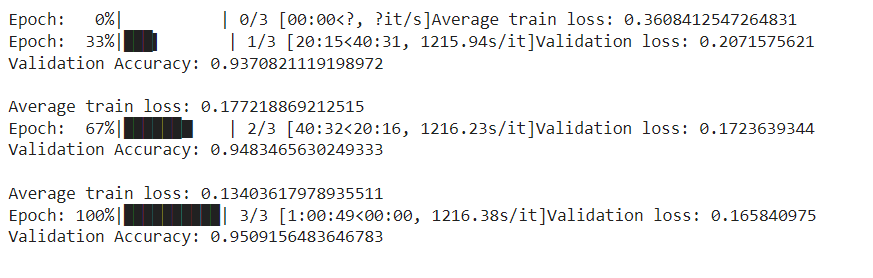 Epoch:   0%|          | 0/3 [00:00<?, ?it/s]Average train loss: 0.3608412547264831
Epoch:  33%|███▎      | 1/3 [20:15<40:31, 1215.94s/it]Validation loss: 0.2071575621
Validation Accuracy: 0.9370821119198972
Average train loss: 0.177218869212515
Epoch:  67%|██████▋   | 2/3 [40:32<20:16, 1216.23s/it]Validation loss: 0.1723639344
Validation Accuracy: 0.9483465630249333
Average train loss: 0.13403617978935511
Epoch: 100%|██████████| 3/3 [1:00:49<00:00, 1216.38s/it]Validation loss: 0.165840975
Validation Accuracy: 0.9509156483646783